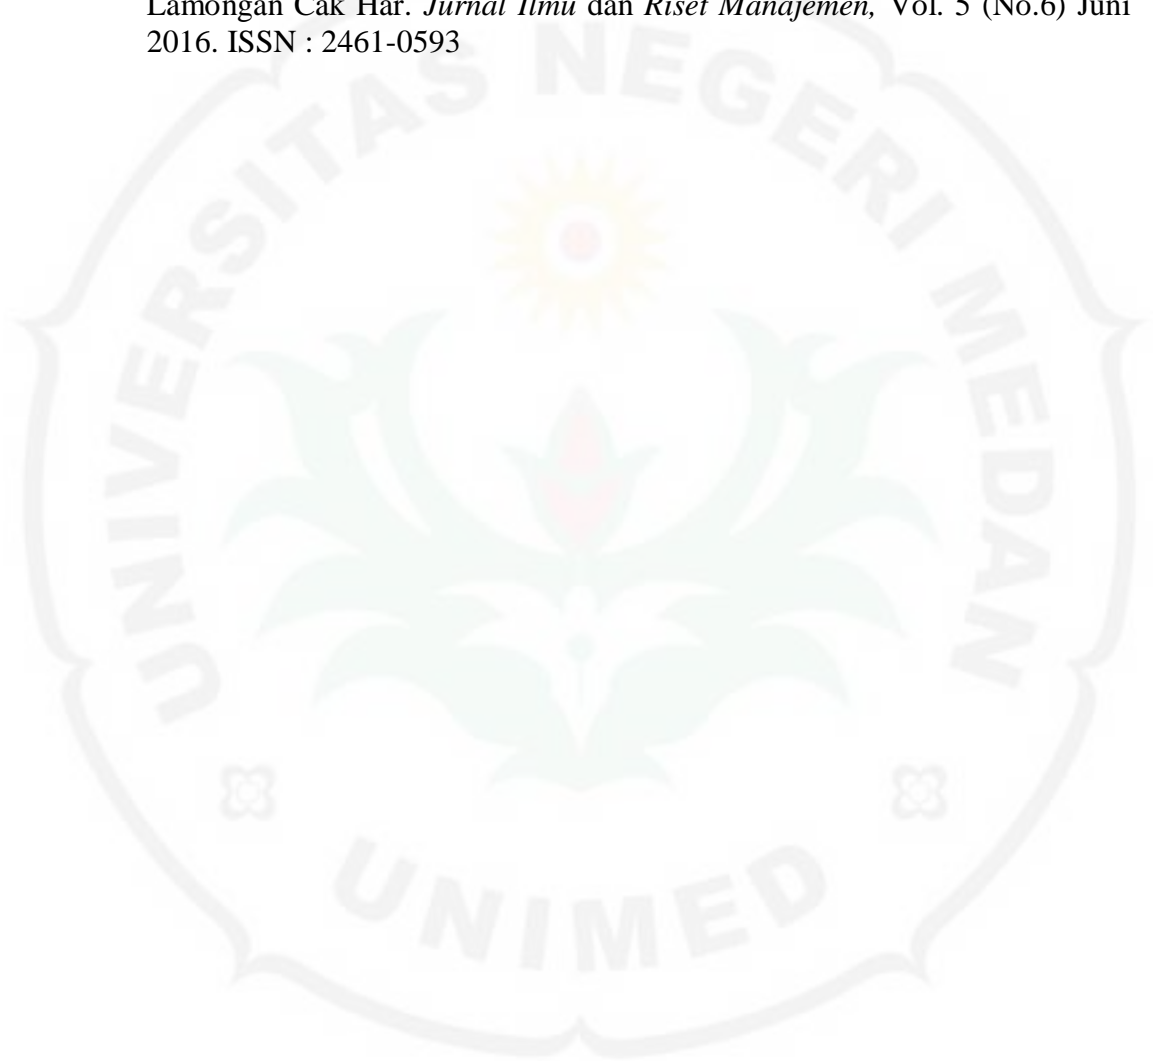 Lamongan Cak Har. Jurnal Ilmu dan Riset Manajemen, Vol. 5 (No.6) Juni
2016. ISSN : 2461-0593
UNIVERSITAS NEGERI MEDAN
UNIMED